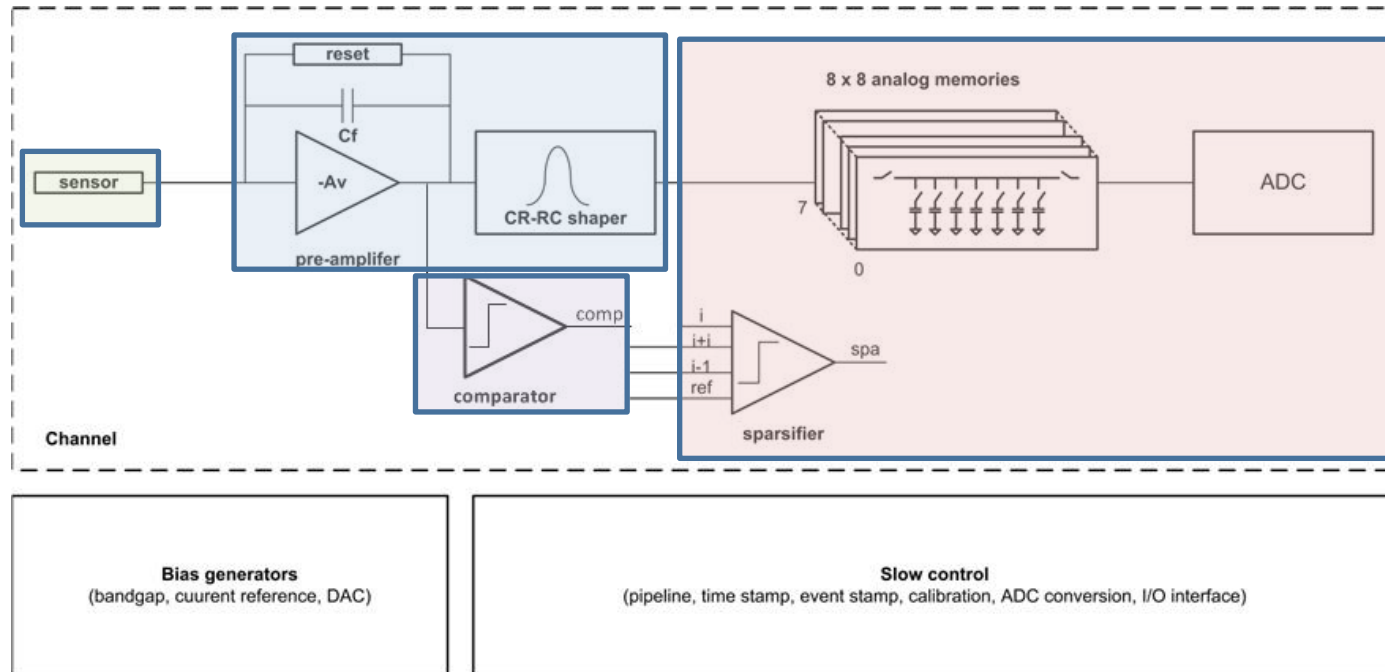 reset
8 x 8 analog memories
Cf
sensor
-Av
CR-RC shaper
ADC
7
0
pre-amplifer
comp
i
i+i
i-1
ref
spa
comparator
sparsifier
Channel
Bias generators
(bandgap, cuurent reference, DAC)
Slow control
(pipeline, time stamp, event stamp, calibration, ADC conversion, I/O interface)